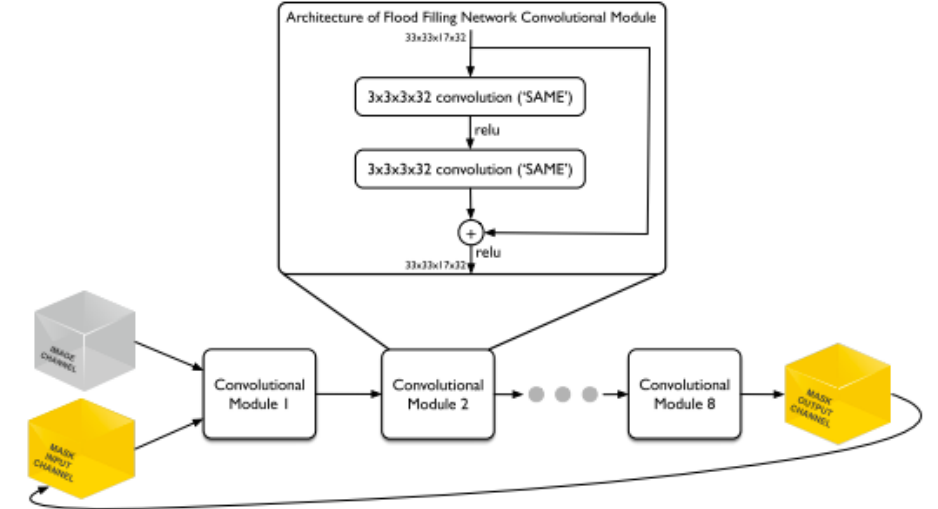 Architecture of Flood Filling Network Convolutional Module
33x33x17x32
3x3x3x32 convolution ('SAME')
relu
3x3x3x32 convolution ('SAME')
+
relu
33x33x17x32
IMAGE
CHANNEL
MASK
INPUT
CHANNEL
Convolutional
Module 1
Convolutional
Module 2
Convolutional
Module 8
MASK
OUTPUT
CHANNEL